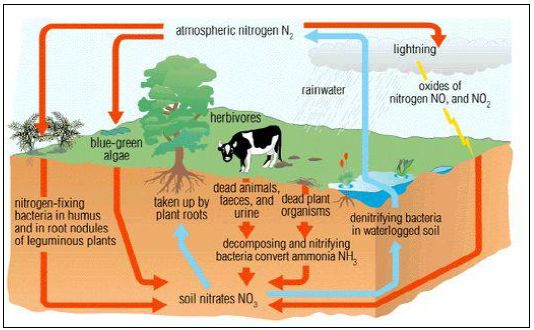 atmospheric nitrogen N₂
lightning
oxides of
nitrogen NO, and NO₂
rainwater
herbivores
blue-green
algae
nitrogen-fixing
bacteria in humus
and in root nodules
of leguminous plants
taken up by
plant roots
dead animals,
faeces, and
urine
dead plant
organisms
denitrifying bacteria
in waterlogged soil
decomposing and nitrifying
bacteria convert ammonia NH₃
soil nitrates NO₃